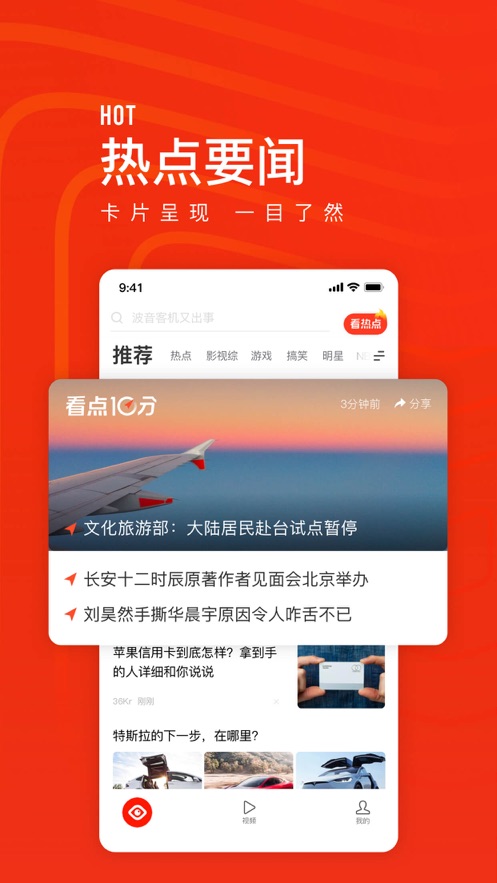 HOT
热点要闻
卡片呈现 一目了然
9:41
波音客机又出事
看热点
推荐 热点 影视综 游戏 搞笑 明星
看点10分 3分钟前 分享
文化旅游部：大陆居民赴台试点暂停
长安十二时辰原著作者见面会北京举办
刘昊然手撕华晨宇原因令人咋舌不已
苹果信用卡到底怎样？拿到手
的人详细和你说说
36Kr 刚刚
特斯拉的下一步，在哪里？
视频
我的